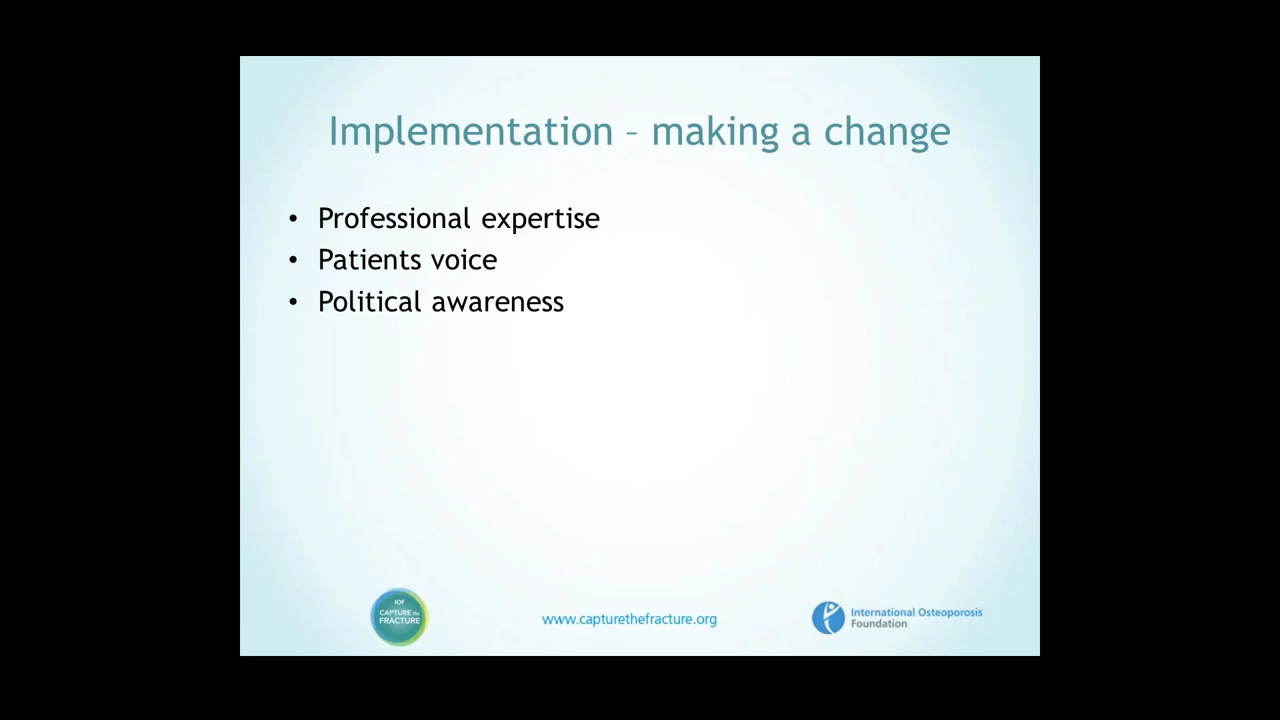 Implementation – making a change
• Professional expertise
• Patients voice
• Political awareness
IOF
CAPTURE the
FRACTURE
www.capturethefracture.org
International Osteoporosis
Foundation